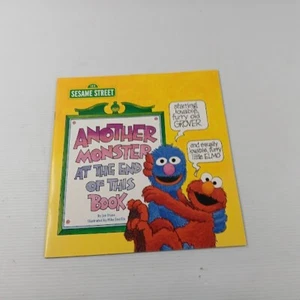 SESAME STREET
ANOTHER
MONSTER
AT THE END
OF THIS
BOOK
starring
lovable,
furry old
GROVER
and equally
lovable, furry
little ELMO